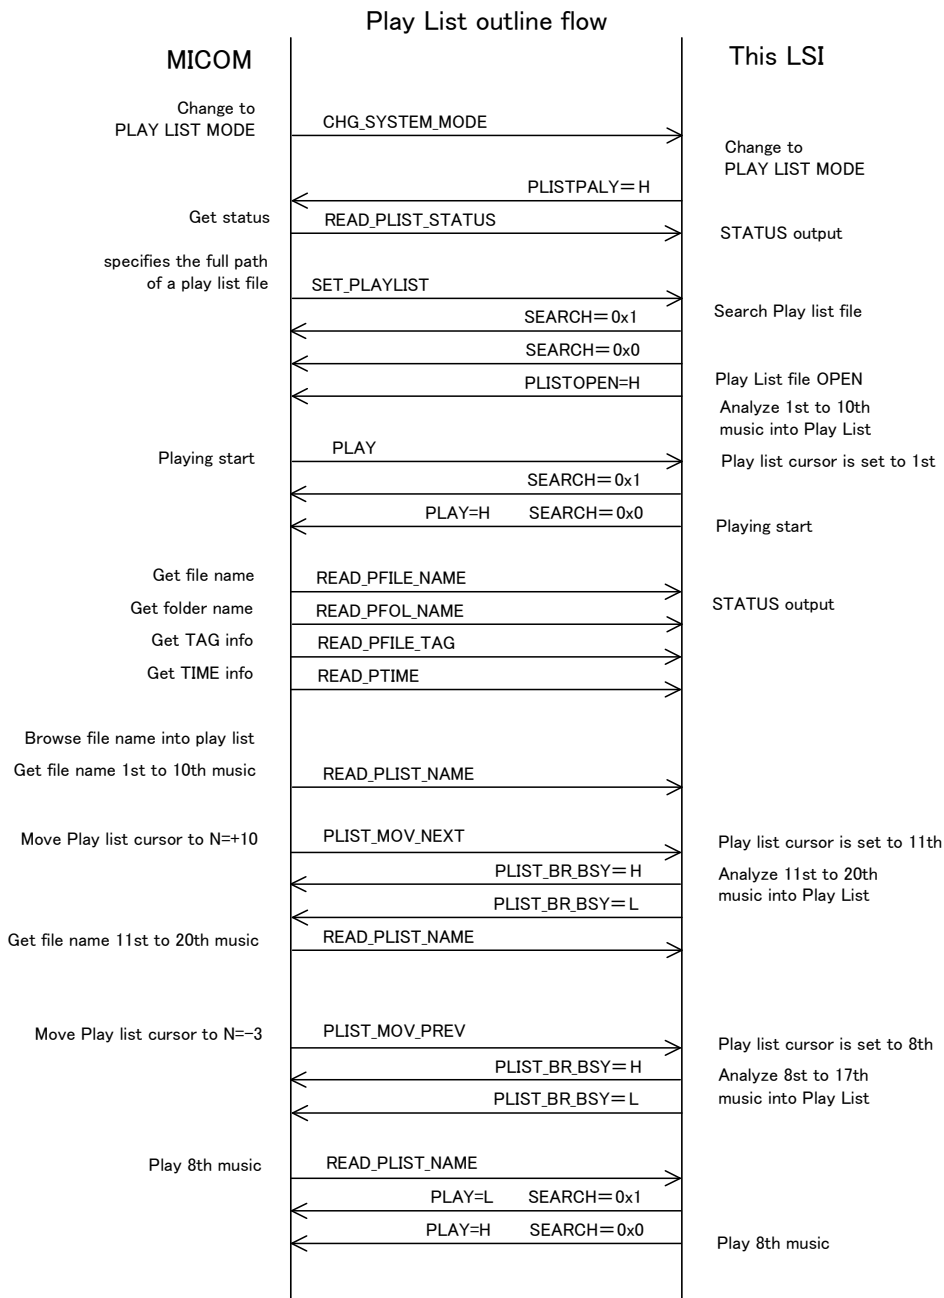 Play List outline flow
MICOM
This LSI
Change to
PLAY LIST MODE
CHG_SYSTEM_MODE
Change to
PLAY LIST MODE
PLISTPALY＝H
Get status
READ_PLIST_STATUS
STATUS output
specifies the full path
of a play list file
SET_PLAYLIST
Search Play list file
SEARCH＝0x1
SEARCH＝0x0
PLISTOPEN=H
Play List file OPEN
Analyze 1st to 10th
music into Play List
Playing start
PLAY
Play list cursor is set to 1st
SEARCH＝0x1
PLAY=H SEARCH＝0x0
Playing start
Get file name
READ_PFILE_NAME
STATUS output
Get folder name
READ_PFOL_NAME
Get TAG info
READ_PFILE_TAG
Get TIME info
READ_PTIME
Browse file name into play list
Get file name 1st to 10th music
READ_PLIST_NAME
Move Play list cursor to N=+10
PLIST_MOV_NEXT
Play list cursor is set to 11th
PLIST_BR_BSY＝H
Analyze 11st to 20th
music into Play List
PLIST_BR_BSY＝L
Get file name 11st to 20th music
READ_PLIST_NAME
Move Play list cursor to N=-3
PLIST_MOV_PREV
Play list cursor is set to 8th
PLIST_BR_BSY＝H
Analyze 8st to 17th
music into Play List
PLIST_BR_BSY＝L
Play 8th music
READ_PLIST_NAME
PLAY=L SEARCH＝0x1
PLAY=H SEARCH＝0x0
Play 8th music